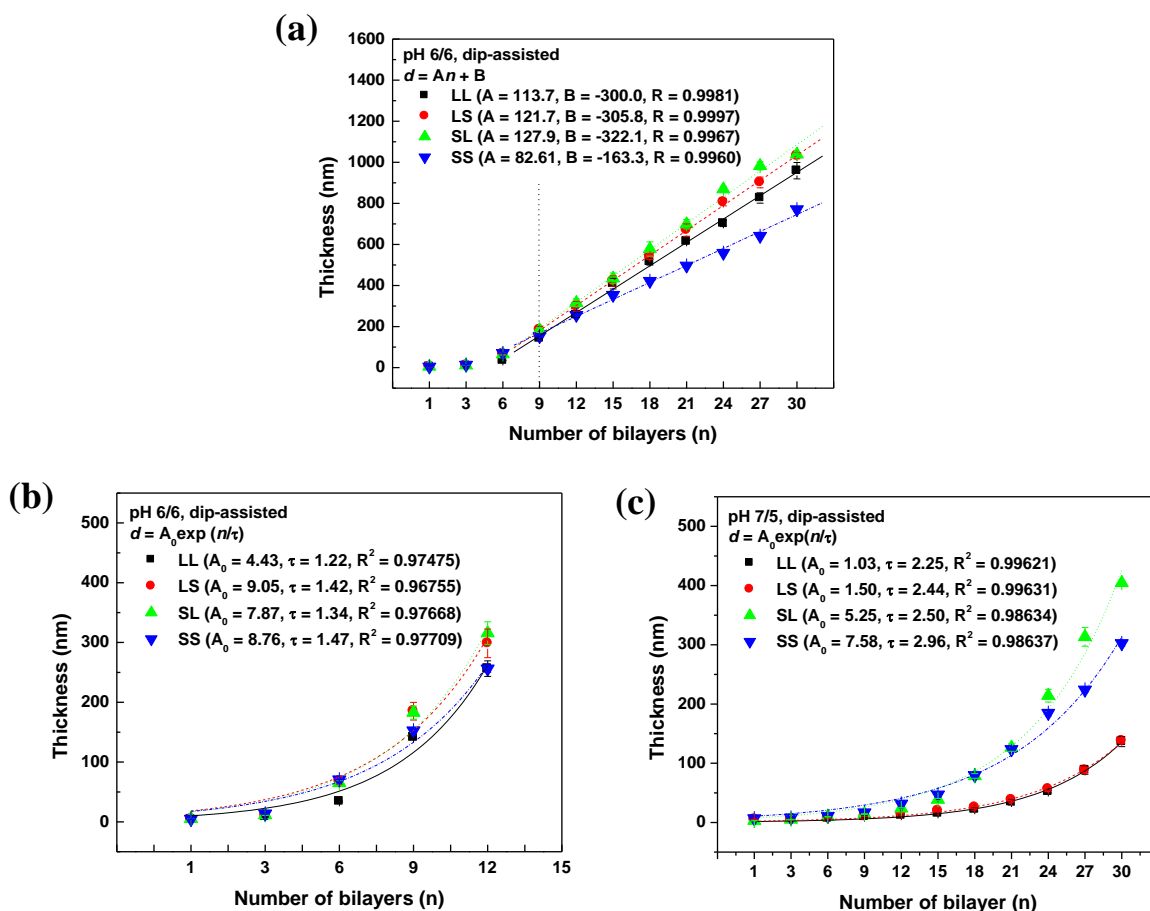 (a)
1600
1400
1200
1000
800
600
400
200
0
Thickness (nm)
pH 6/6, dip-assisted
d = An + B
LL (A = 113.7, B = -300.0, R = 0.9981)
LS (A = 121.7, B = -305.8, R = 0.9997)
SL (A = 127.9, B = -322.1, R = 0.9967)
SS (A = 82.61, B = -163.3, R = 0.9960)
1 3 6 9 12 15 18 21 24 27 30
Number of bilayers (n)
(b)
500
400
300
200
100
0
Thickness (nm)
pH 6/6, dip-assisted
d = A₀exp (n/τ)
LL (A₀ = 4.43, τ = 1.22, R² = 0.97475)
LS (A₀ = 9.05, τ = 1.42, R² = 0.96755)
SL (A₀ = 7.87, τ = 1.34, R² = 0.97668)
SS (A₀ = 8.76, τ = 1.47, R² = 0.97709)
1 3 6 9 12 15
Number of bilayers (n)
(c)
500
400
300
200
100
0
Thickness (nm)
pH 7/5, dip-assisted
d = A₀exp(n/τ)
LL (A₀ = 1.03, τ = 2.25, R² = 0.99621)
LS (A₀ = 1.50, τ = 2.44, R² = 0.99631)
SL (A₀ = 5.25, τ = 2.50, R² = 0.98634)
SS (A₀ = 7.58, τ = 2.96, R² = 0.98637)
1 3 6 9 12 15 18 21 24 27 30
Number of bilayer (n)